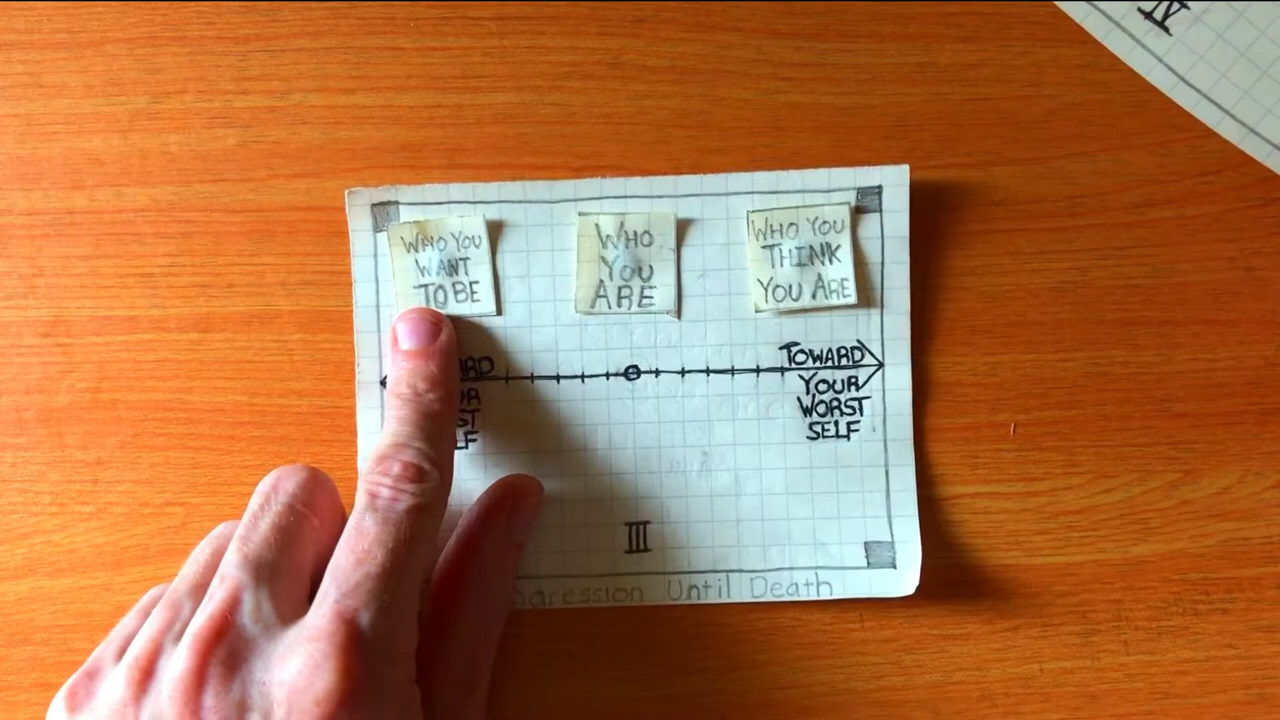 IV
WHO YOU
WANT
TO BE
WHO
YOU
ARE
WHO YOU
THINK
YOU ARE
TOWARD
YOUR
WORST
SELF
III
Until Death